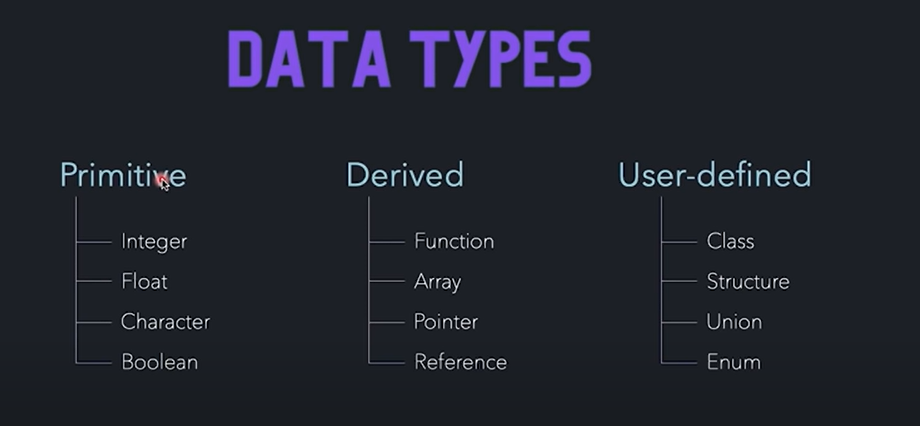 DATA TYPES
Primitive
Integer
Float
Character
Boolean
Derived
Function
Array
Pointer
Reference
User-defined
Class
Structure
Union
Enum